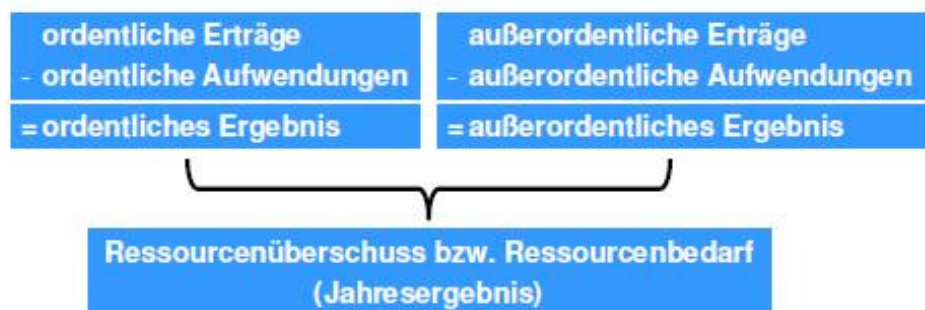 ordentliche Erträge
- ordentliche Aufwendungen
= ordentliches Ergebnis
außerordentliche Erträge
- außerordentliche Aufwendungen
= außerordentliches Ergebnis
Ressourcenüberschuss bzw. Ressourcenbedarf
(Jahresergebnis)